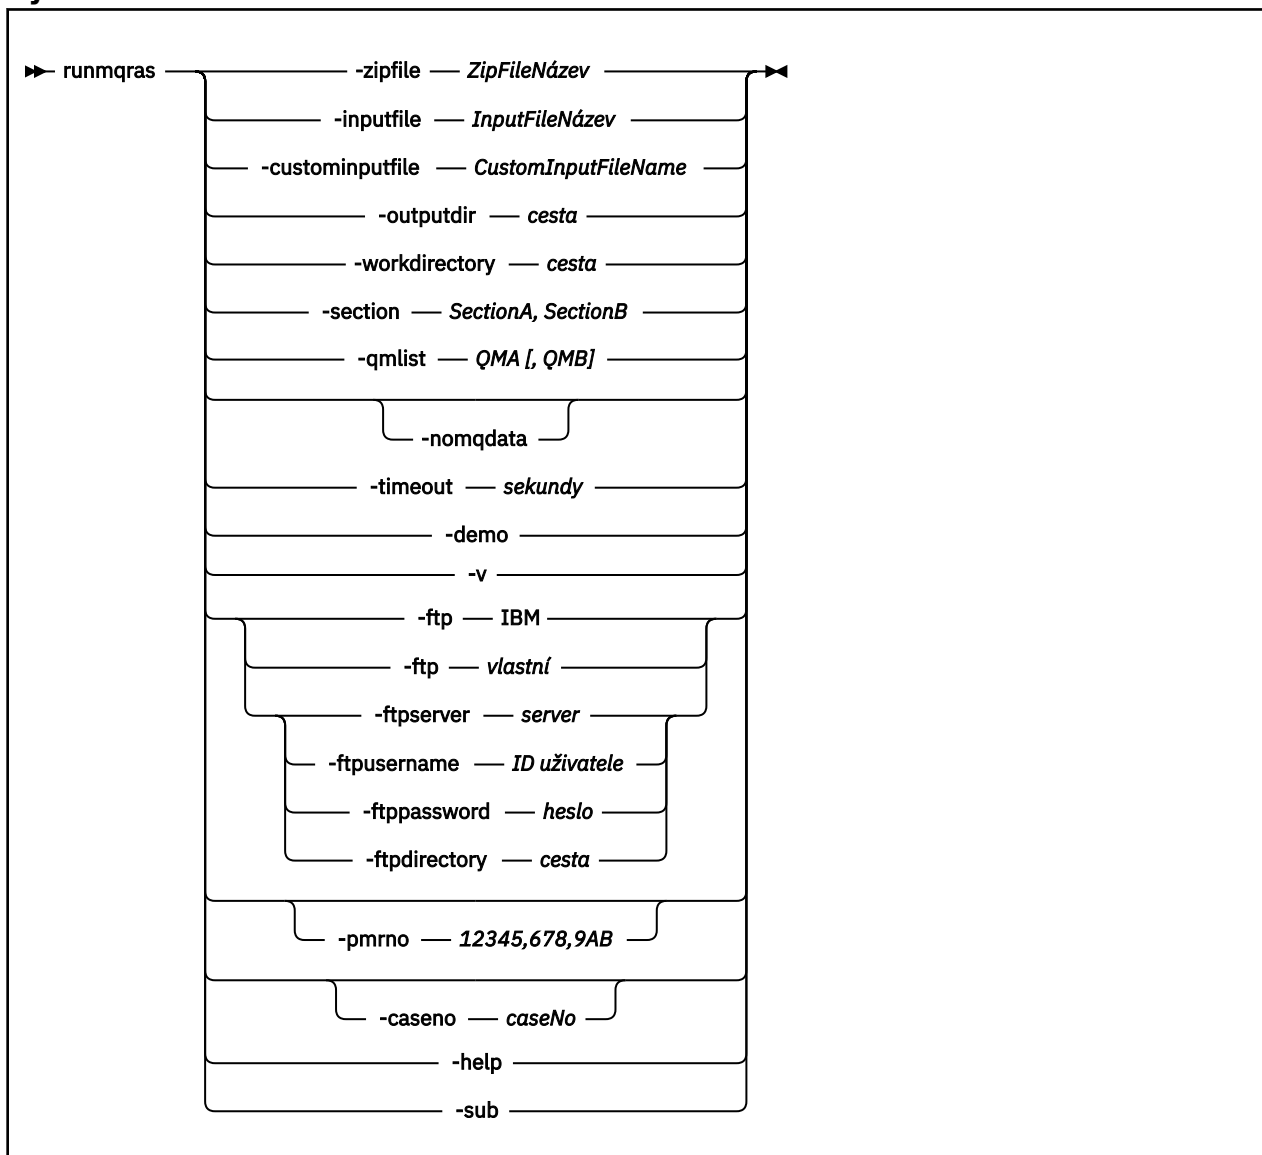 runmqras -zipfile ZipFileNázev
-inputfile InputFileNázev
-custominputfile CustomInputFileName
-outputdir cesta
-workdirectory cesta
-section SectionA, SectionB
-qmlist QMA [, QMB]
-nomqdata
-timeout sekundy
-demo
-v
-ftp IBM
-ftp vlastní
-ftpserver server
-ftpusername ID uživatele
-ftppassword heslo
-ftpdirectory cesta
-pmrno 12345,678,9AB
-caseno caseNo
-help
-sub